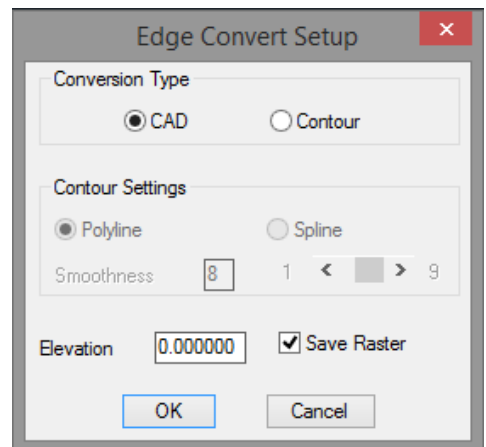 Edge Convert Setup
Conversion Type
CAD Contour
Contour Settings
Polyline Spline
Smoothness 8 1 9
Elevation 0.000000 Save Raster
OK Cancel